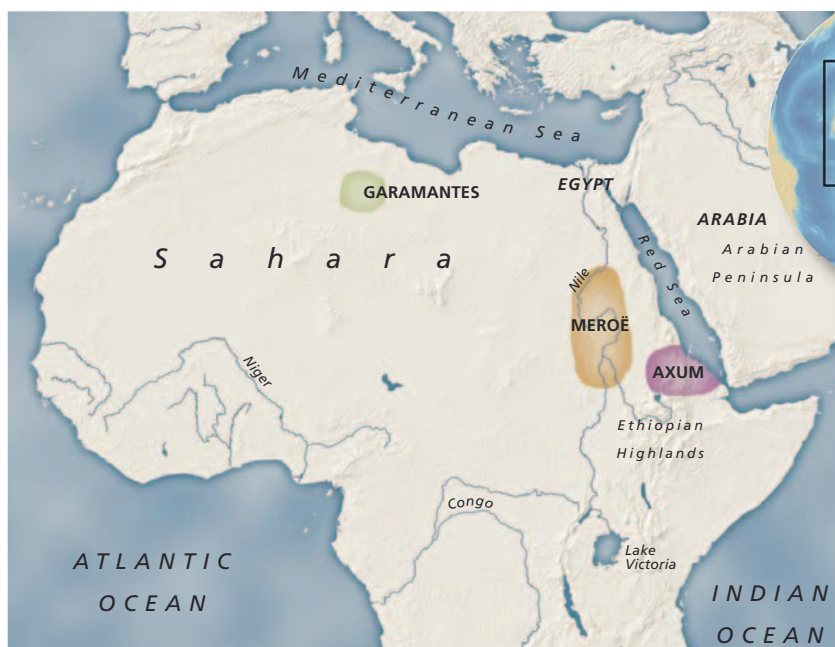 Mediterranean Sea
GARAMANTES
EGYPT
ARABIA
Arabian
Peninsula
Sahara
Red Sea
Nile
MEROË
AXUM
Niger
Ethiopian
Highlands
Congo
Lake
Victoria
ATLANTIC
OCEAN
INDIAN
OCEAN